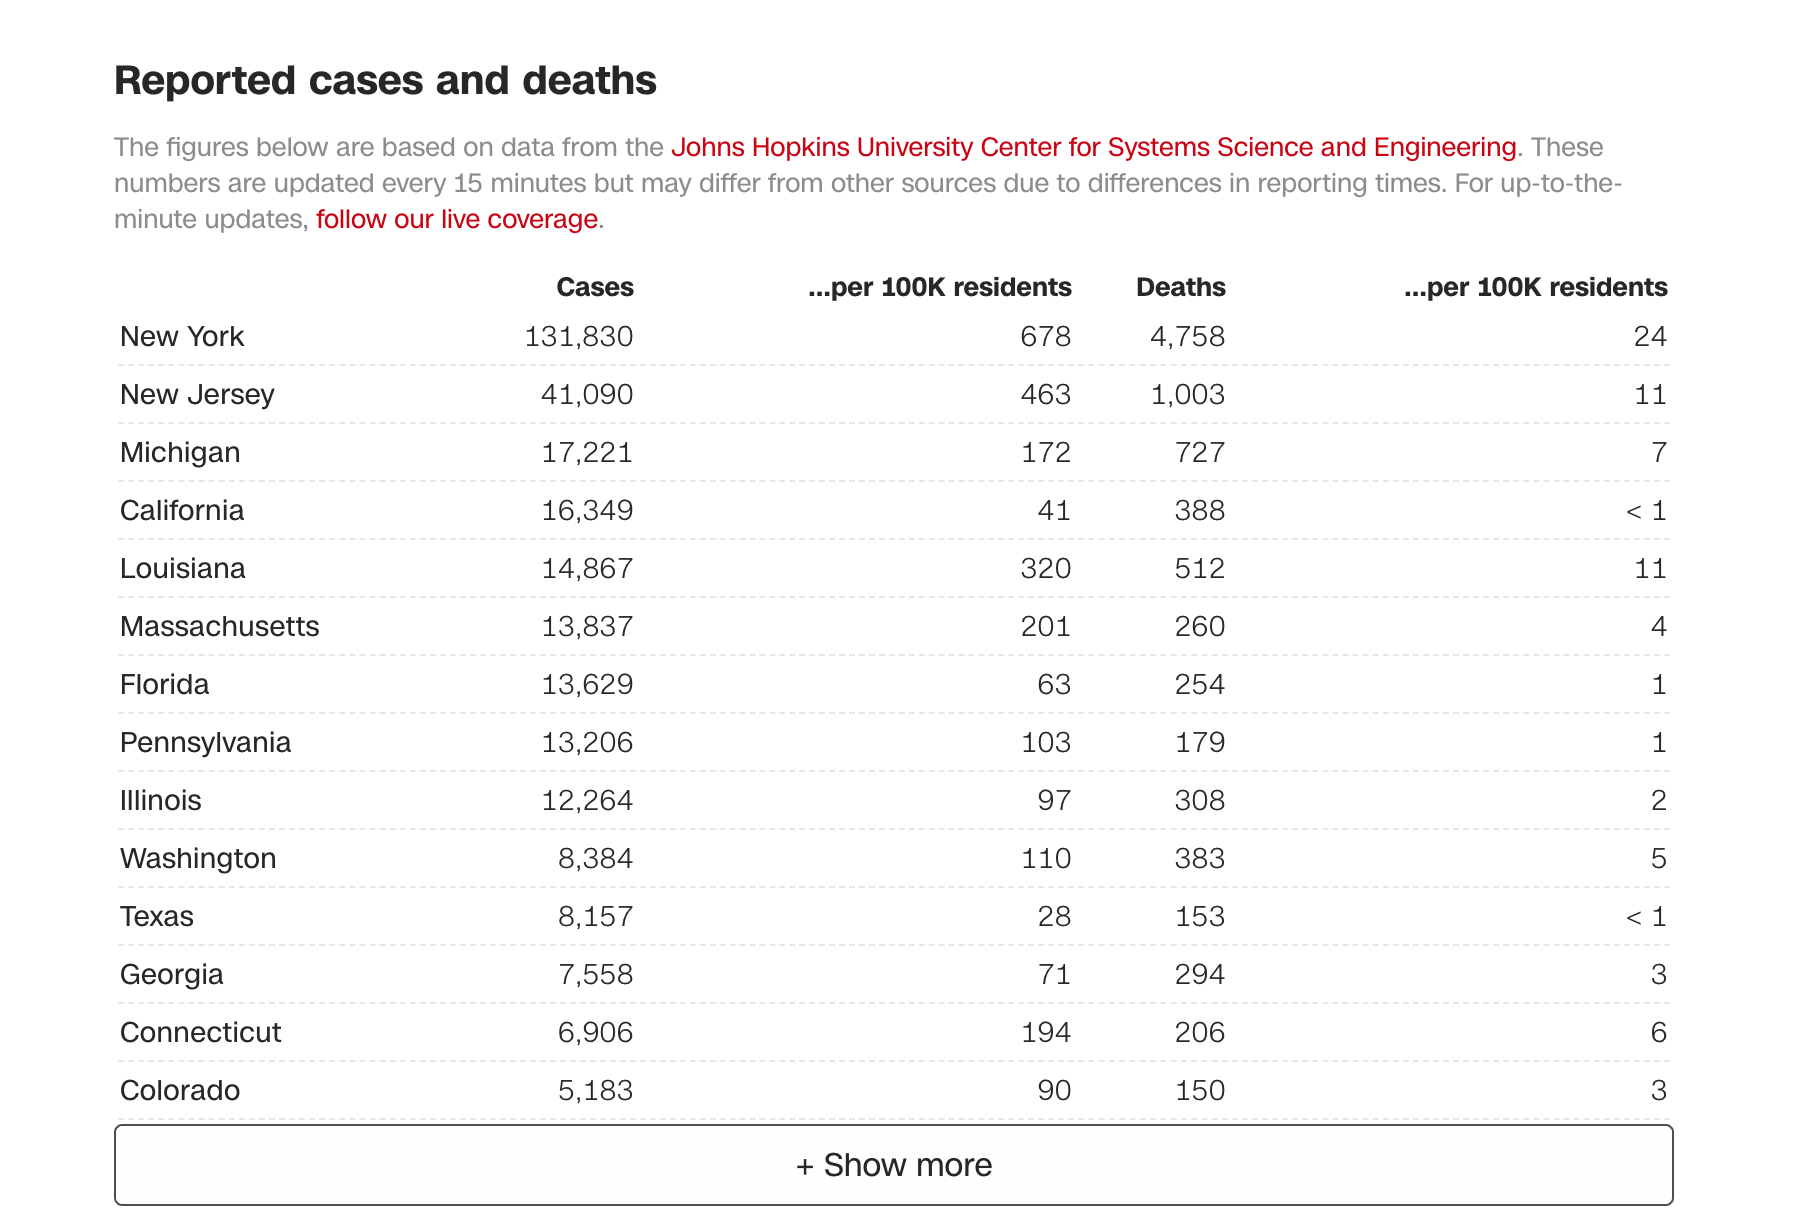 Reported cases and deaths
The figures below are based on data from the Johns Hopkins University Center for Systems Science and Engineering. These
numbers are updated every 15 minutes but may differ from other sources due to differences in reporting times. For up-to-the-
minute updates, follow our live coverage.
Cases ...per 100K residents Deaths ...per 100K residents
New York 131,830 678 4,758 24
New Jersey 41,090 463 1,003 11
Michigan 17,221 172 727 7
California 16,349 41 388 < 1
Louisiana 14,867 320 512 11
Massachusetts 13,837 201 260 4
Florida 13,629 63 254 1
Pennsylvania 13,206 103 179 1
Illinois 12,264 97 308 2
Washington 8,384 110 383 5
Texas 8,157 28 153 < 1
Georgia 7,558 71 294 3
Connecticut 6,906 194 206 6
Colorado 5,183 90 150 3
+ Show more